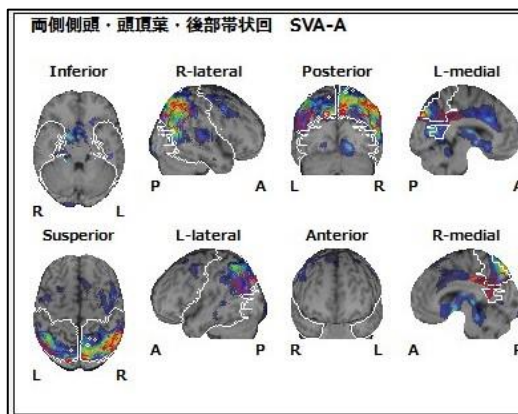 両側側頭・頭頂葉・後部帯状回 SVA-A
Inferior R-lateral Posterior L-medial
R L P A L R P A
Susperior L-lateral Anterior R-medial
L R A P R L A P